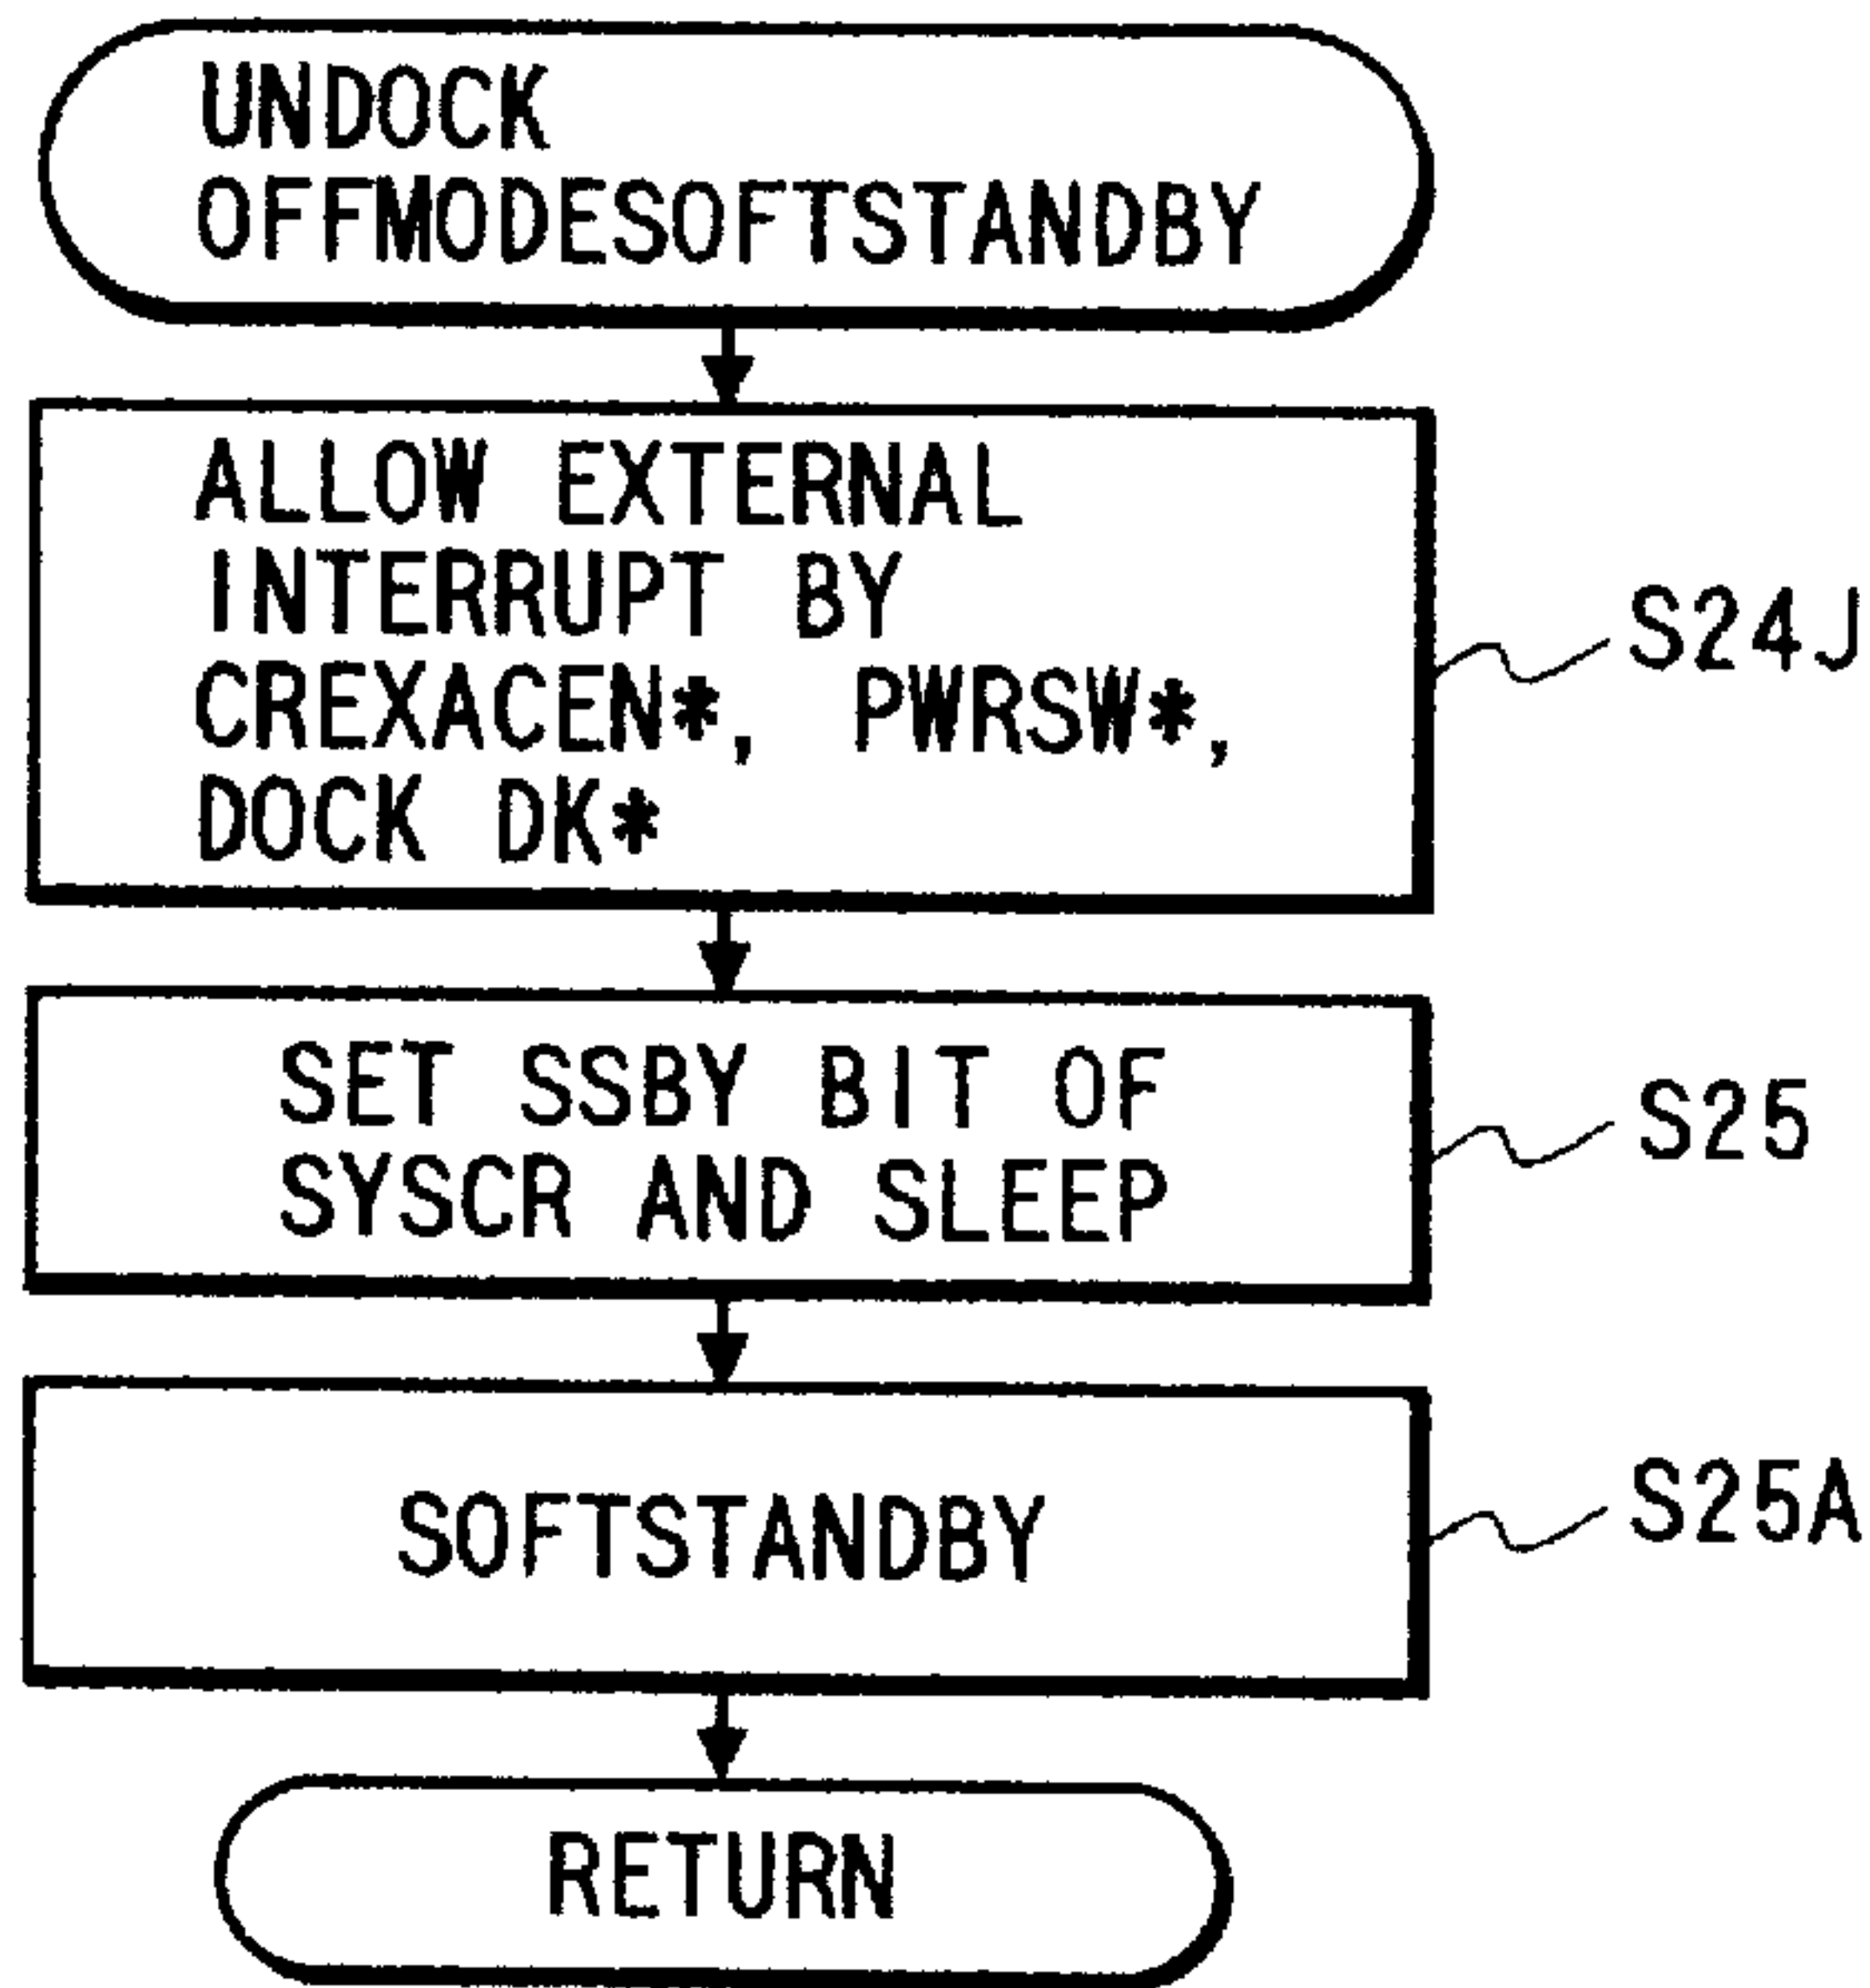 UNDOCK
OFFMODESOFTSTANDBY
ALLOW EXTERNAL
INTERRUPT BY
CREXACEN*, PWRSW*,
DOCK DK*
S24J
SET SSBY BIT OF
SYSCR AND SLEEP
S25
SOFTSTANDBY
S25A
RETURN